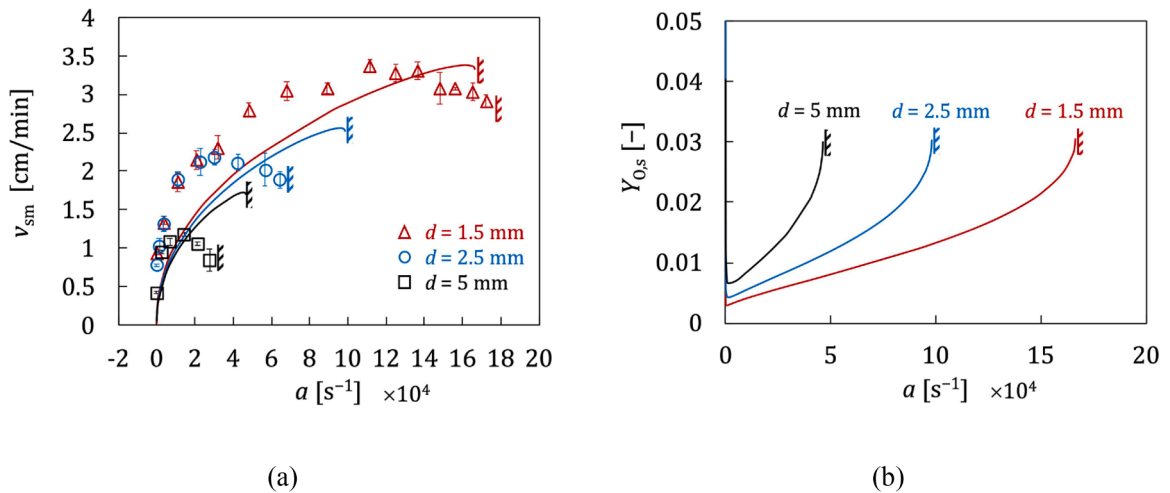 4
3.5
3
2.5
2
1.5
1
0.5
0
v_sm [cm/min]
-2 0 2 4 6 8 10 12 14 16 18 20
a [s⁻¹] ×10⁴
d = 1.5 mm
d = 2.5 mm
d = 5 mm
(a)
0.05
0.04
0.03
0.02
0.01
0
Y_O,s [-]
d = 5 mm d = 2.5 mm d = 1.5 mm
0 5 10 15 20
a [s⁻¹] ×10⁴
(b)